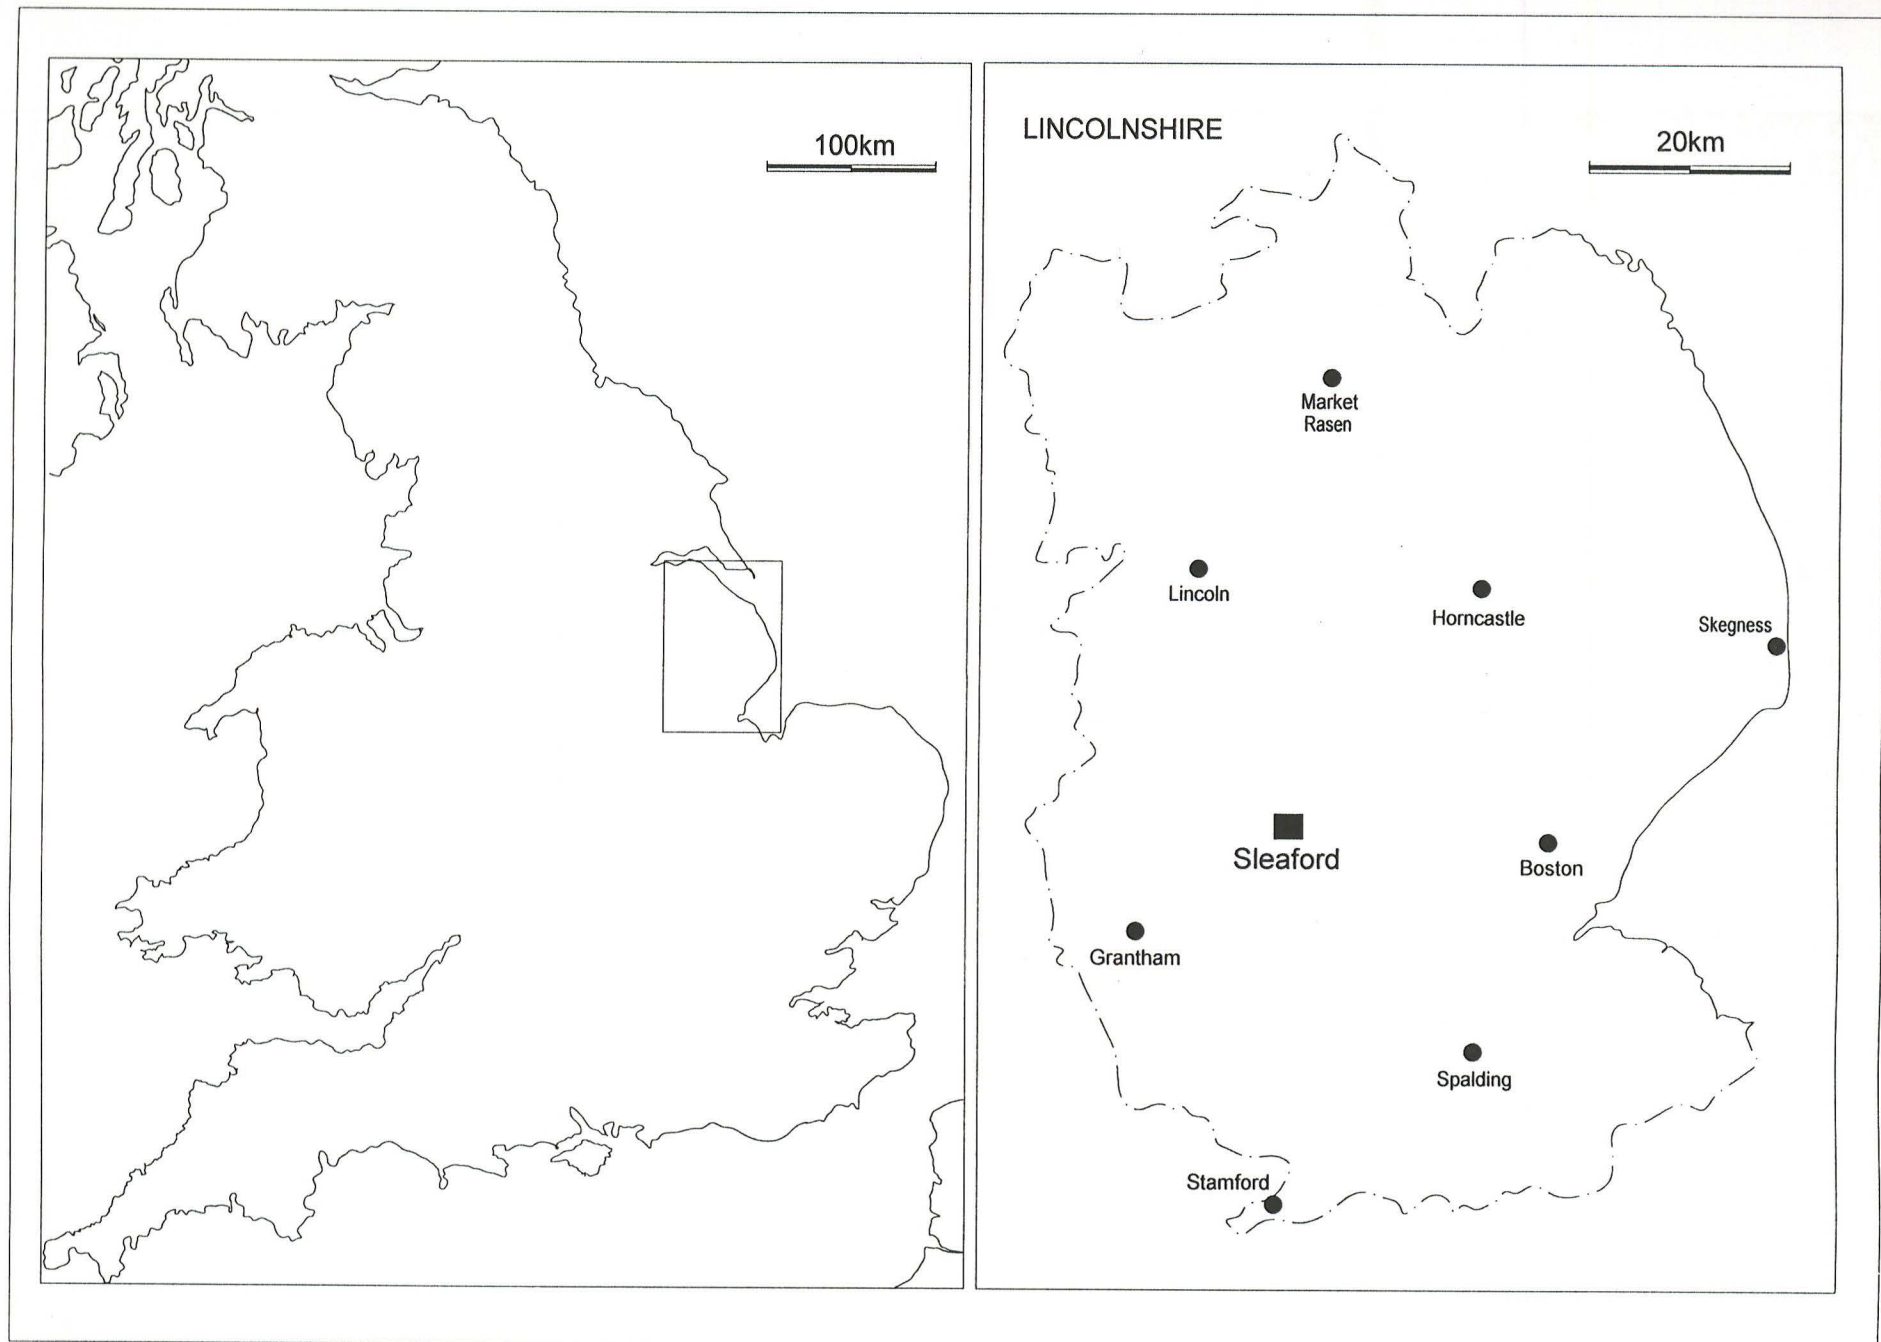 100km
LINCOLNSHIRE
20km
Market
Rasen
Lincoln
Horncastle
Skegness
Sleaford
Boston
Grantham
Spalding
Stamford